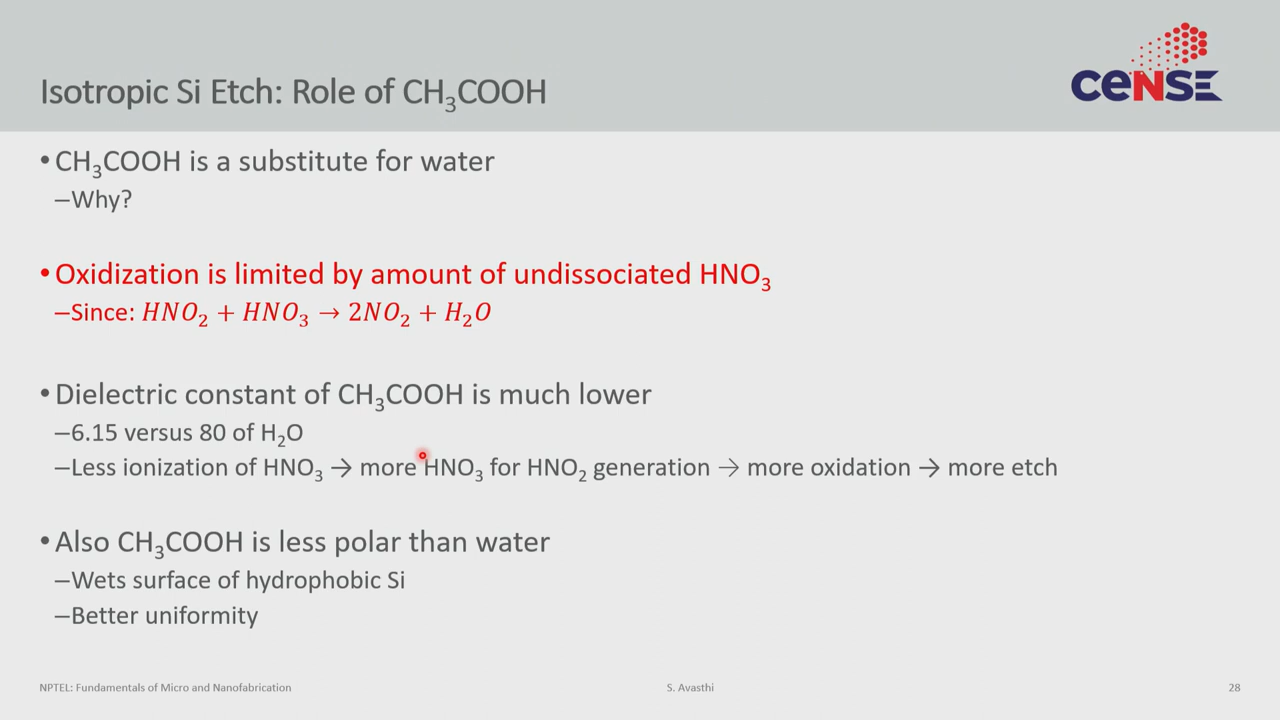 Isotropic Si Etch: Role of CH₃COOH
CeNSE
•CH₃COOH is a substitute for water
–Why?
•Oxidization is limited by amount of undissociated HNO₃
–Since: HNO₂ + HNO₃ → 2NO₂ + H₂O
•Dielectric constant of CH₃COOH is much lower
–6.15 versus 80 of H₂O
–Less ionization of HNO₃ → more HNO₃ for HNO₂ generation → more oxidation → more etch
•Also CH₃COOH is less polar than water
–Wets surface of hydrophobic Si
–Better uniformity
NPTEL: Fundamentals of Micro and Nanofabrication
S. Avasthi
28